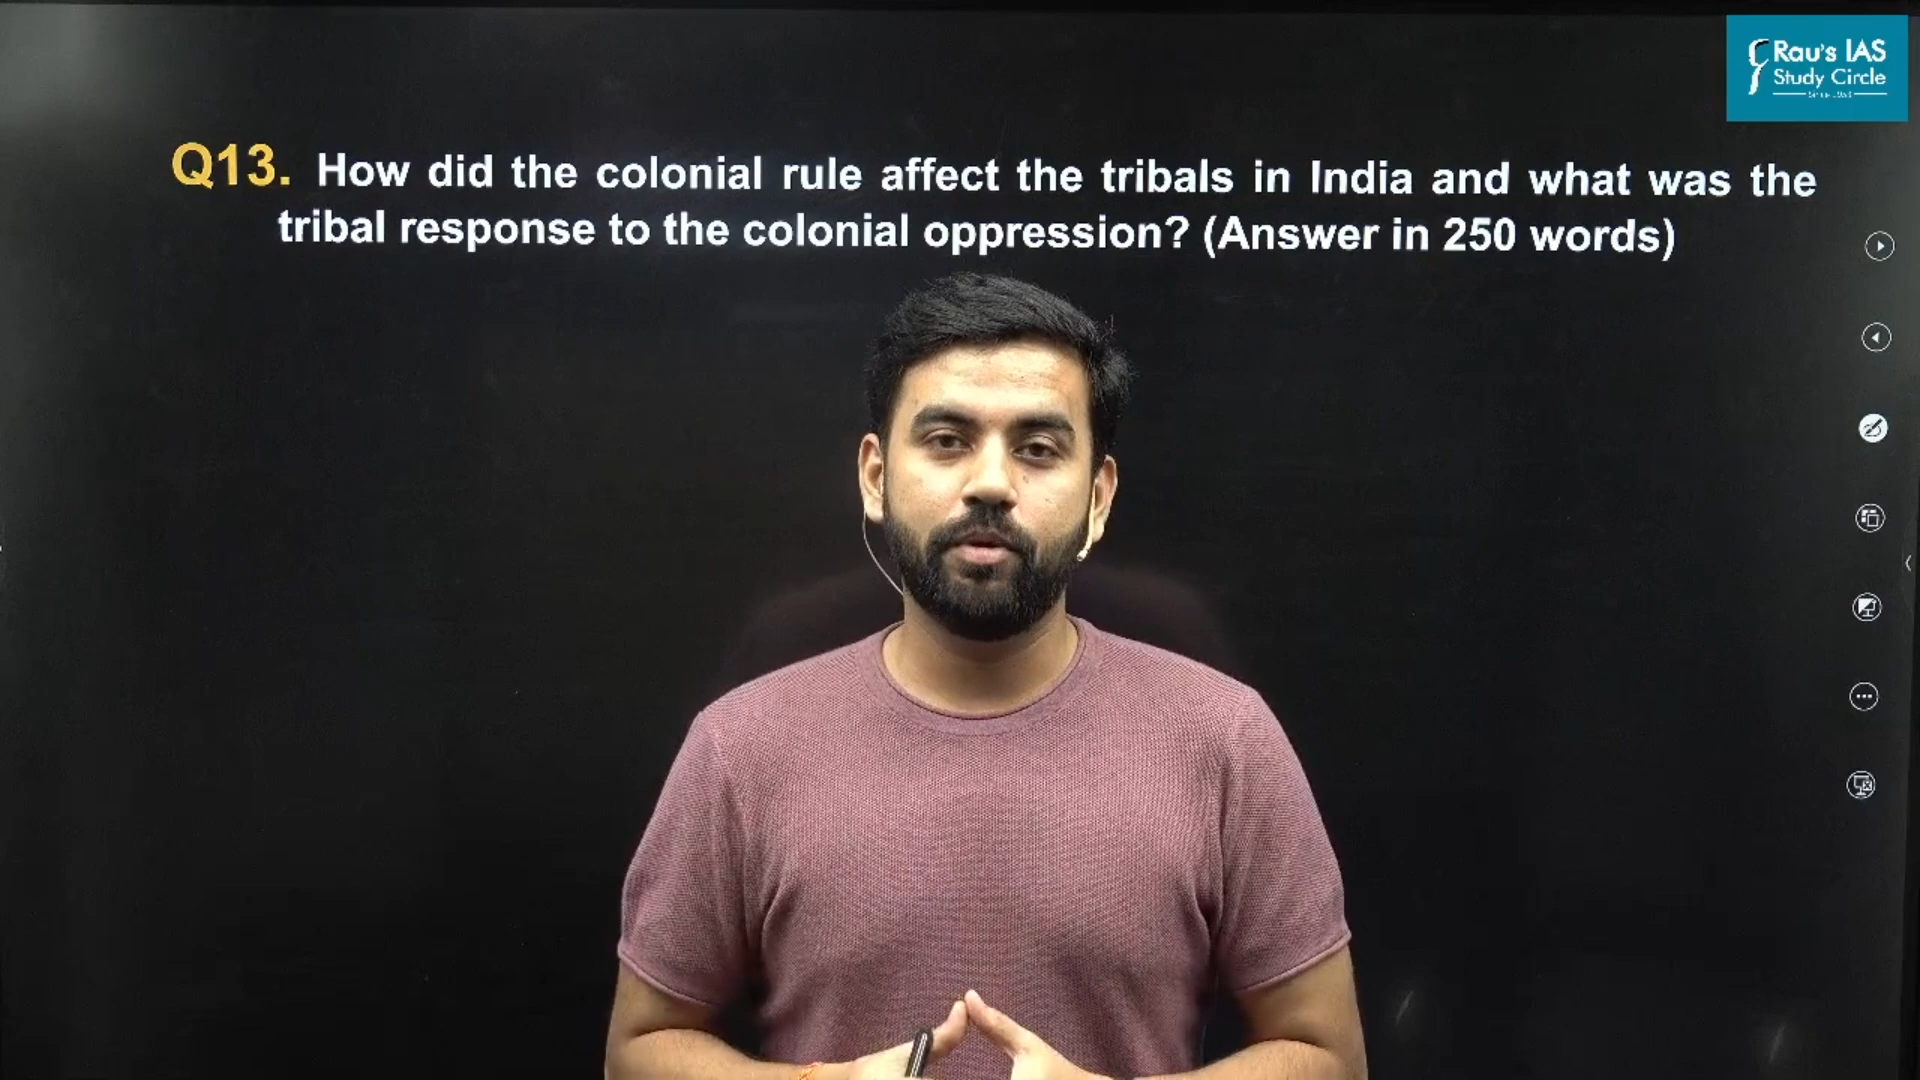 Rau's IAS
Study Circle
Q13. How did the colonial rule affect the tribals in India and what was the
tribal response to the colonial oppression? (Answer in 250 words)